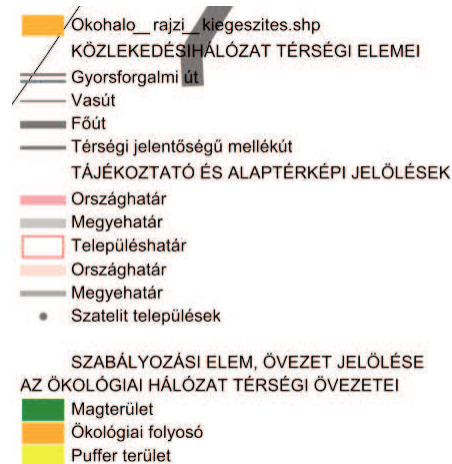 Okohalo__rajzi__kiegeszites.shp
KÖZLEKEDÉSIHÁLÓZAT TÉRSÉGI ELEMEI
Gyorsforgalmi út
Vasút
Főút
Térségi jelentőségű mellékút
TÁJÉKOZTATÓ ÉS ALAPTÉRKÉPI JELÖLÉSEK
Országhatár
Megyehatár
Településhatár
Országhatár
Megyehatár
Szatelit települések
SZABÁLYOZÁSI ELEM, ÖVEZET JELÖLÉSE
AZ ÖKOLÓGIAI HÁLÓZAT TÉRSÉGI ÖVEZETEI
Magterület
Ökológiai folyosó
Puffer terület